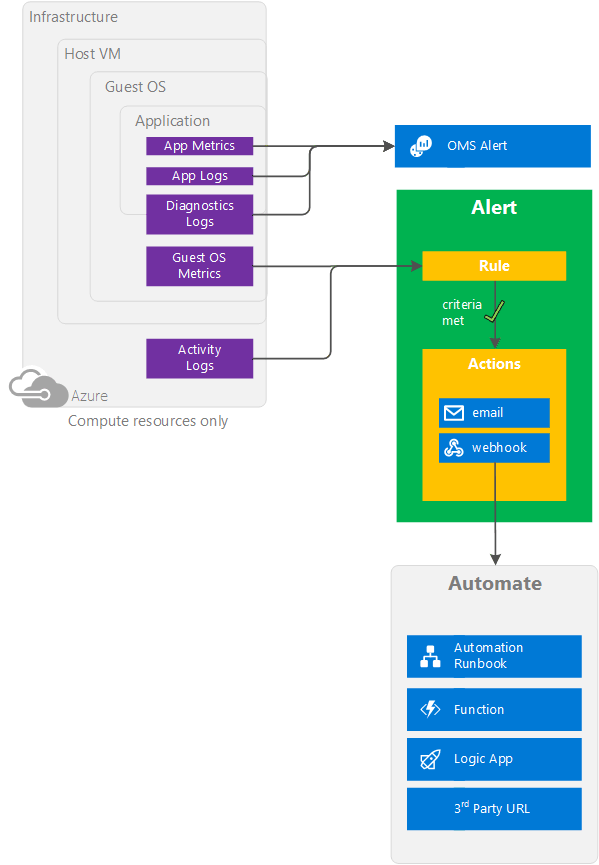 Infrastructure
Host VM
Guest OS
Application
App Metrics
App Logs
Diagnostics
Logs
Guest OS
Metrics
Activity
Logs
Azure
Compute resources only
OMS Alert
Alert
Rule
criteria
met
Actions
email
webhook
Automate
Automation
Runbook
Function
Logic App
3rd Party URL